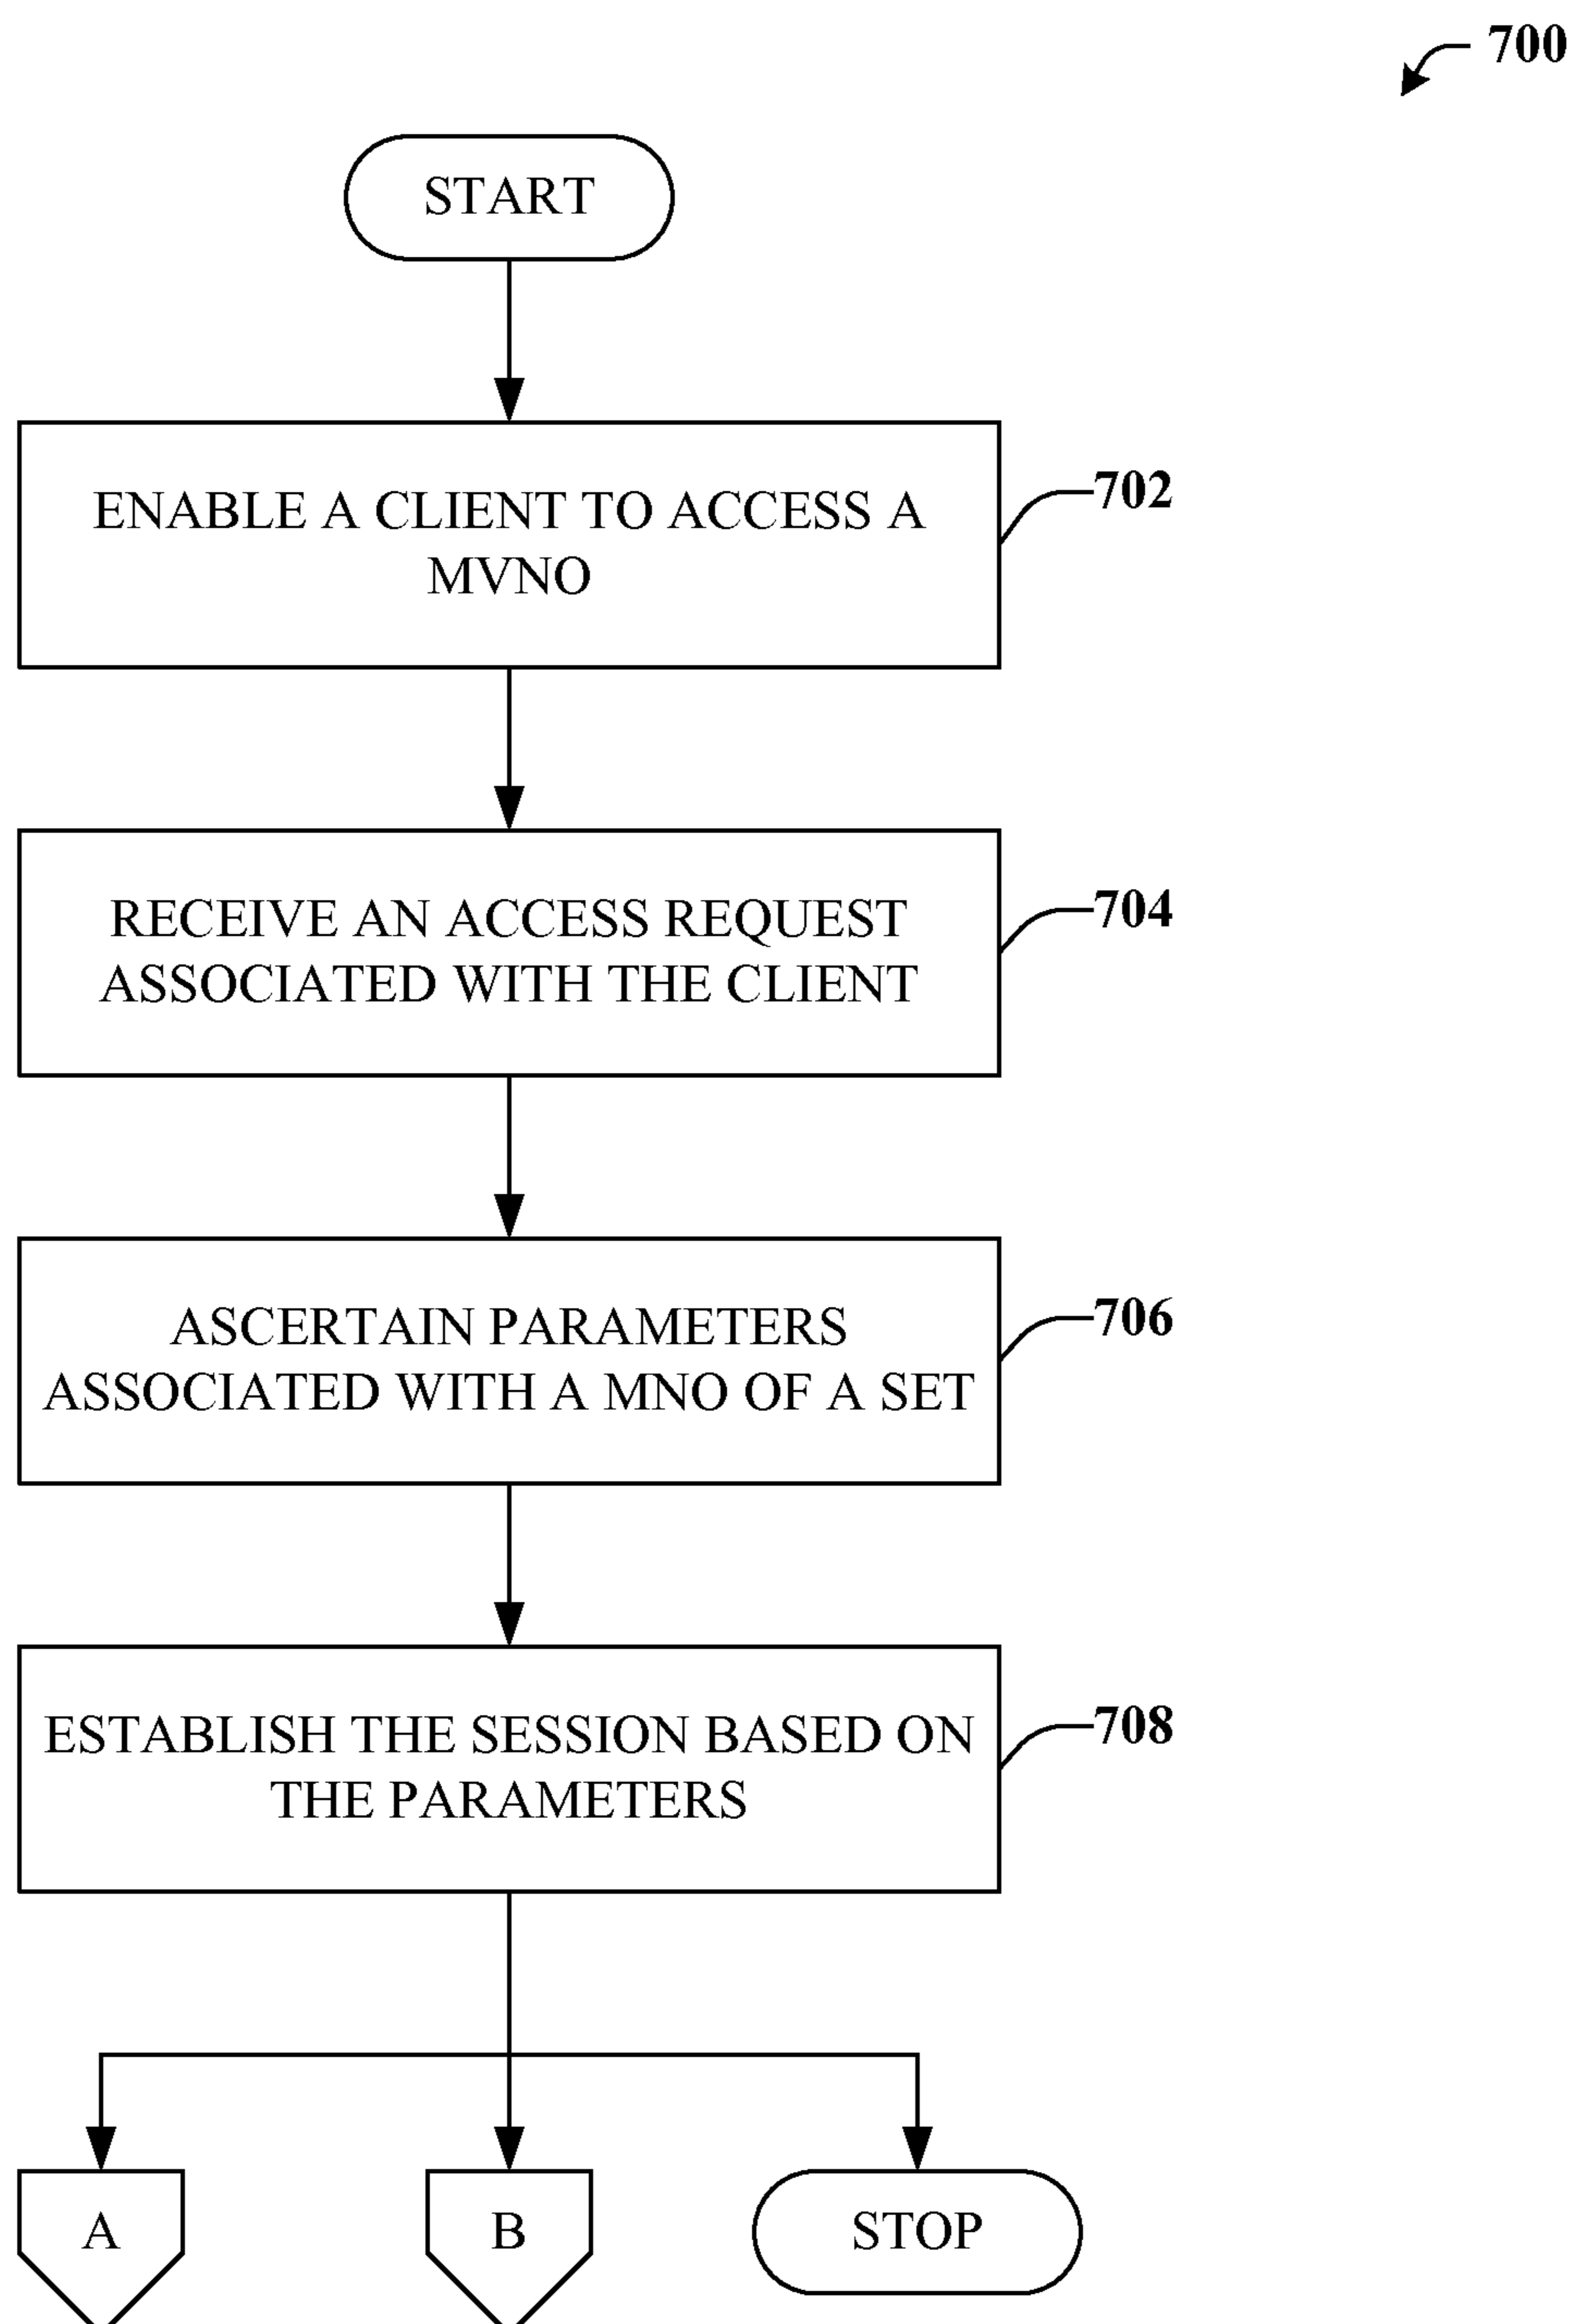 700
START
ENABLE A CLIENT TO ACCESS A
MVNO
702
RECEIVE AN ACCESS REQUEST
ASSOCIATED WITH THE CLIENT
704
ASCERTAIN PARAMETERS
ASSOCIATED WITH A MNO OF A SET
706
ESTABLISH THE SESSION BASED ON
THE PARAMETERS
708
A
B
STOP